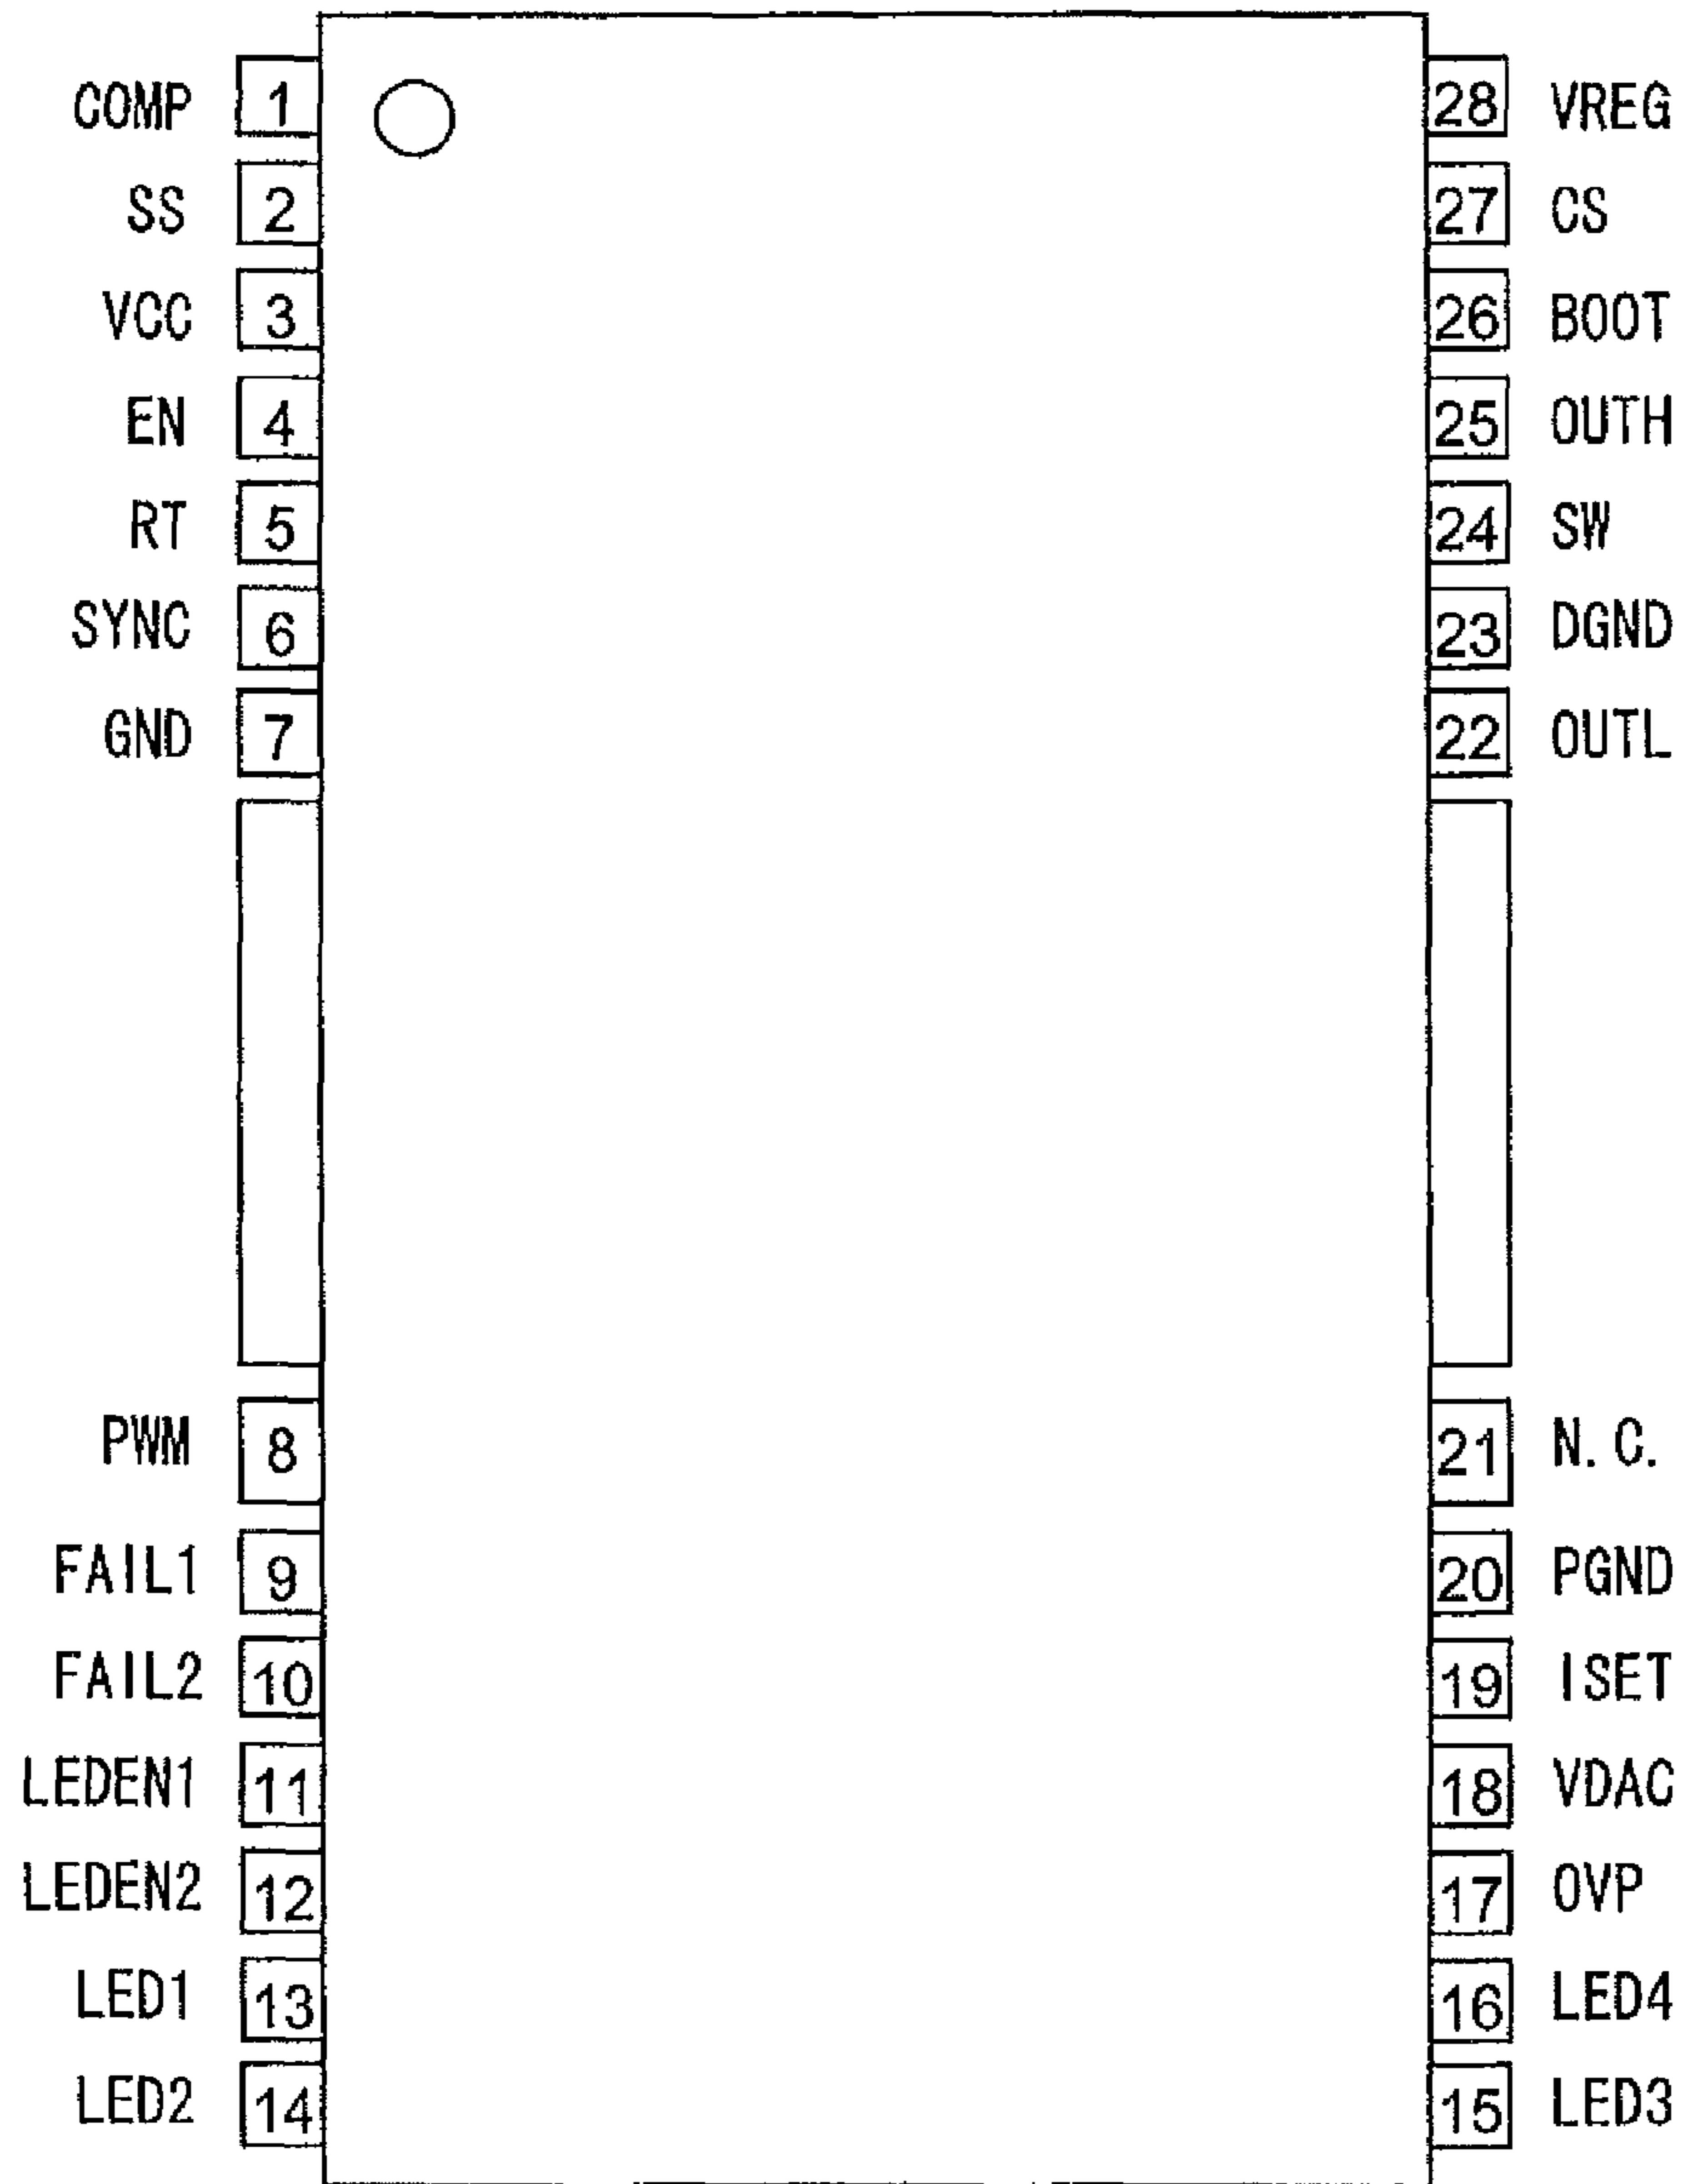 COMP 1 28 VREG
SS 2 27 CS
VCC 3 26 BOOT
EN 4 25 OUTH
RT 5 24 SW
SYNC 6 23 DGND
GND 7 22 OUTL
PWM 8 21 N.C.
FAIL1 9 20 PGND
FAIL2 10 19 ISET
LEDEN1 11 18 VDAC
LEDEN2 12 17 OVP
LED1 13 16 LED4
LED2 14 15 LED3